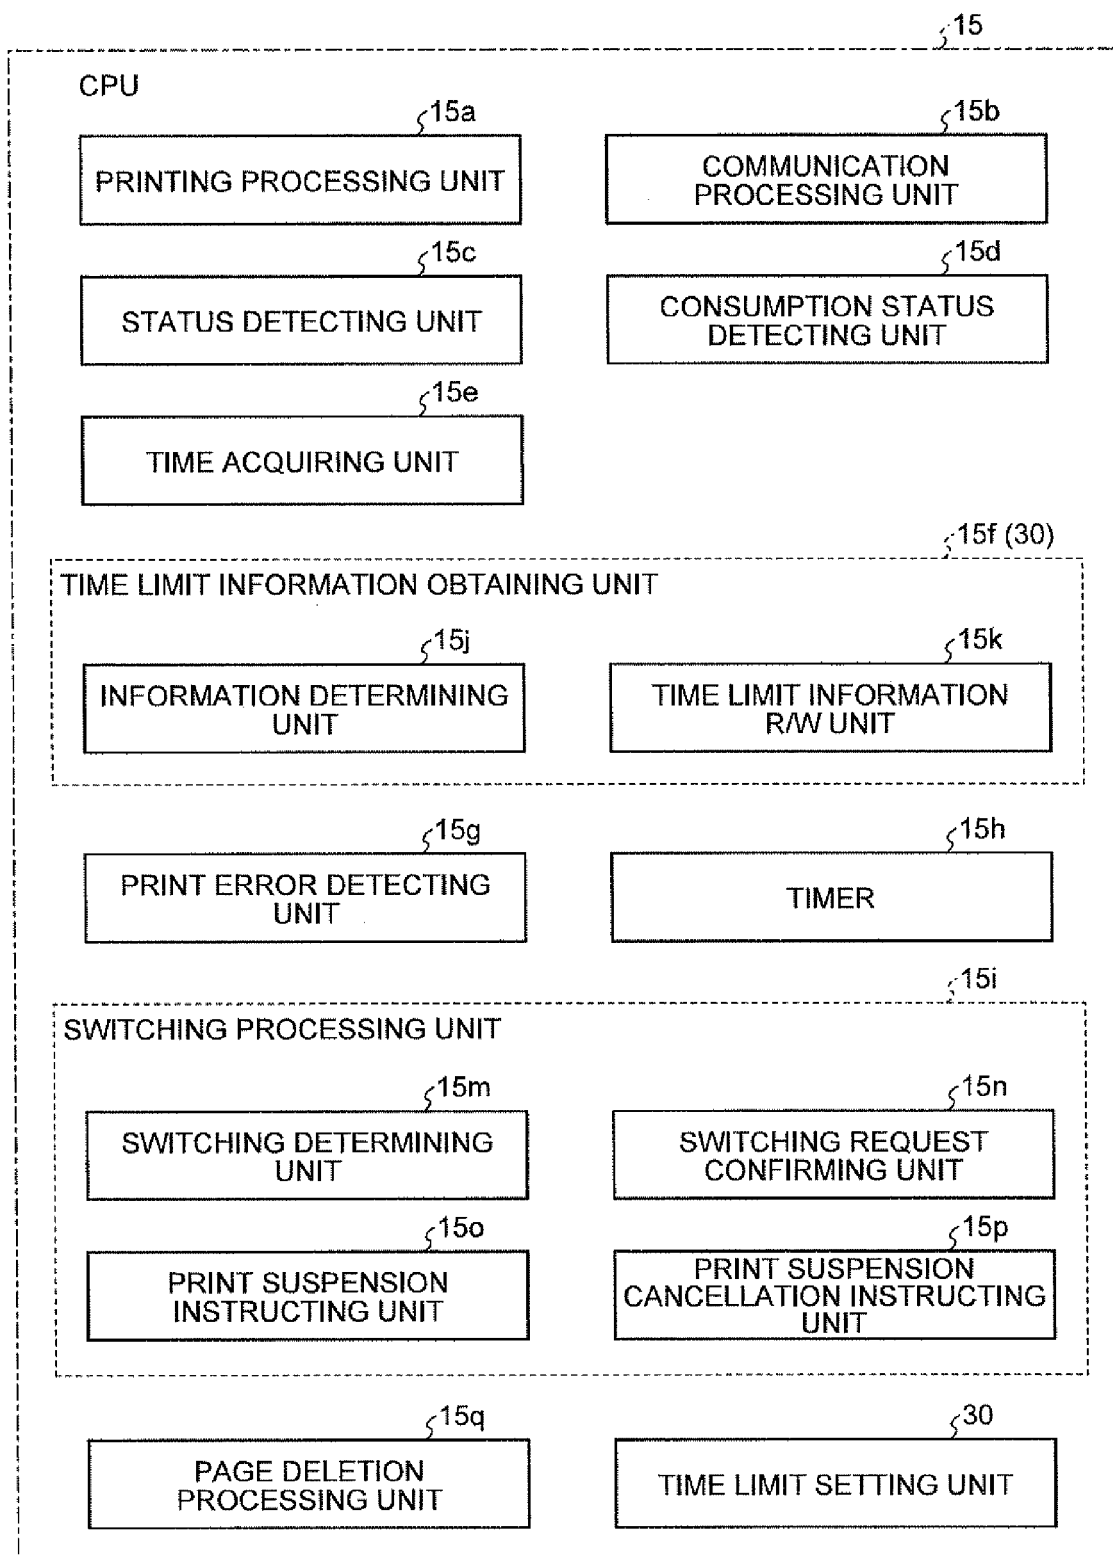 15
CPU
15a
PRINTING PROCESSING UNIT
15b
COMMUNICATION
PROCESSING UNIT
15c
STATUS DETECTING UNIT
15d
CONSUMPTION STATUS
DETECTING UNIT
15e
TIME ACQUIRING UNIT
15f (30)
TIME LIMIT INFORMATION OBTAINING UNIT
15j
INFORMATION DETERMINING
UNIT
15k
TIME LIMIT INFORMATION
R/W UNIT
15g
PRINT ERROR DETECTING
UNIT
15h
TIMER
15i
SWITCHING PROCESSING UNIT
15m
SWITCHING DETERMINING
UNIT
15n
SWITCHING REQUEST
CONFIRMING UNIT
15o
PRINT SUSPENSION
INSTRUCTING UNIT
15p
PRINT SUSPENSION
CANCELLATION INSTRUCTING
UNIT
15q
PAGE DELETION
PROCESSING UNIT
30
TIME LIMIT SETTING UNIT